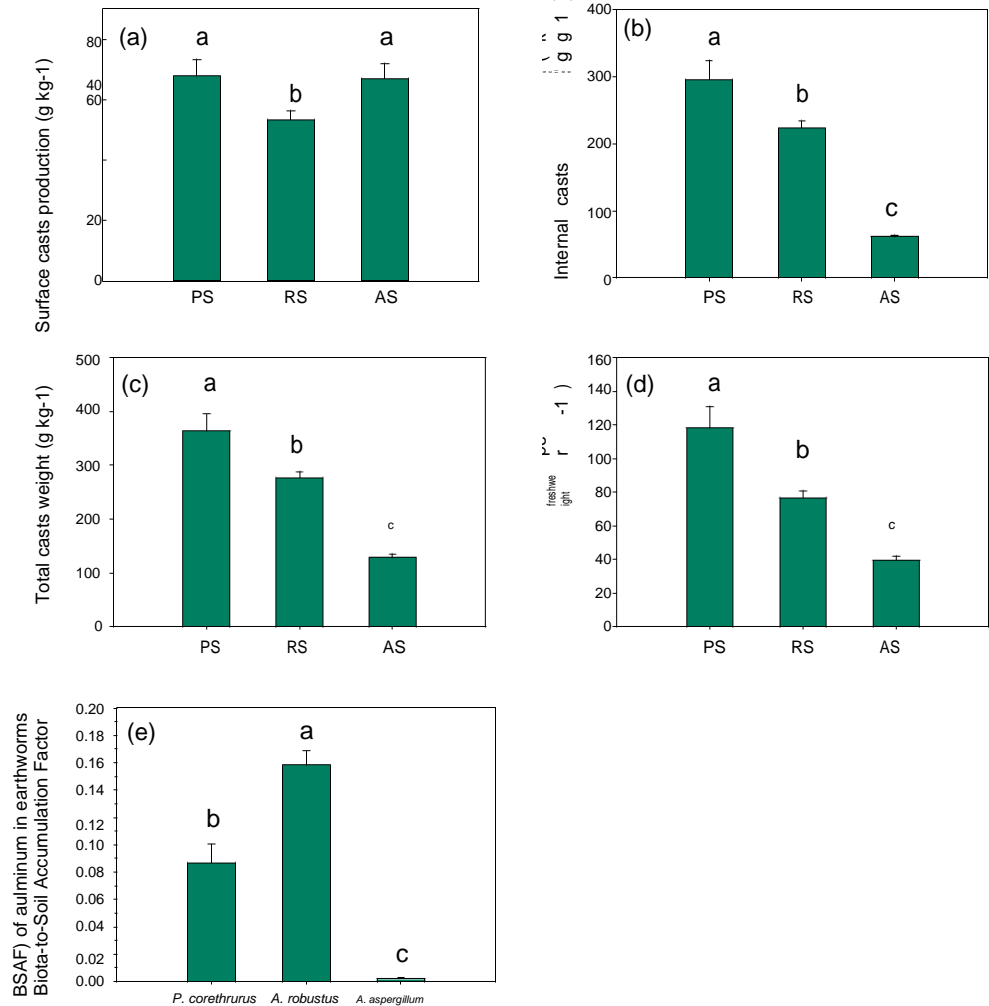 Surface casts production (g kg-1)
(a)
a
b
a
80
40
60
20
0
PS RS AS
Internal casts
g g 1
(b)
a
b
c
400
300
200
100
0
PS RS AS
Total casts weight (g kg-1)
(c)
a
b
c
500
400
300
200
100
0
PS RS AS
freshwe
ight
r -1 )
(d)
a
b
c
160
140
120
100
80
60
40
20
0
PS RS AS
BSAF) of aulminum in earthworms
Biota-to-Soil Accumulation Factor
(e)
b
a
c
0.20
0.18
0.16
0.14
0.12
0.10
0.08
0.06
0.04
0.02
0.00
P. corethrurus A. robustus A. aspergillum